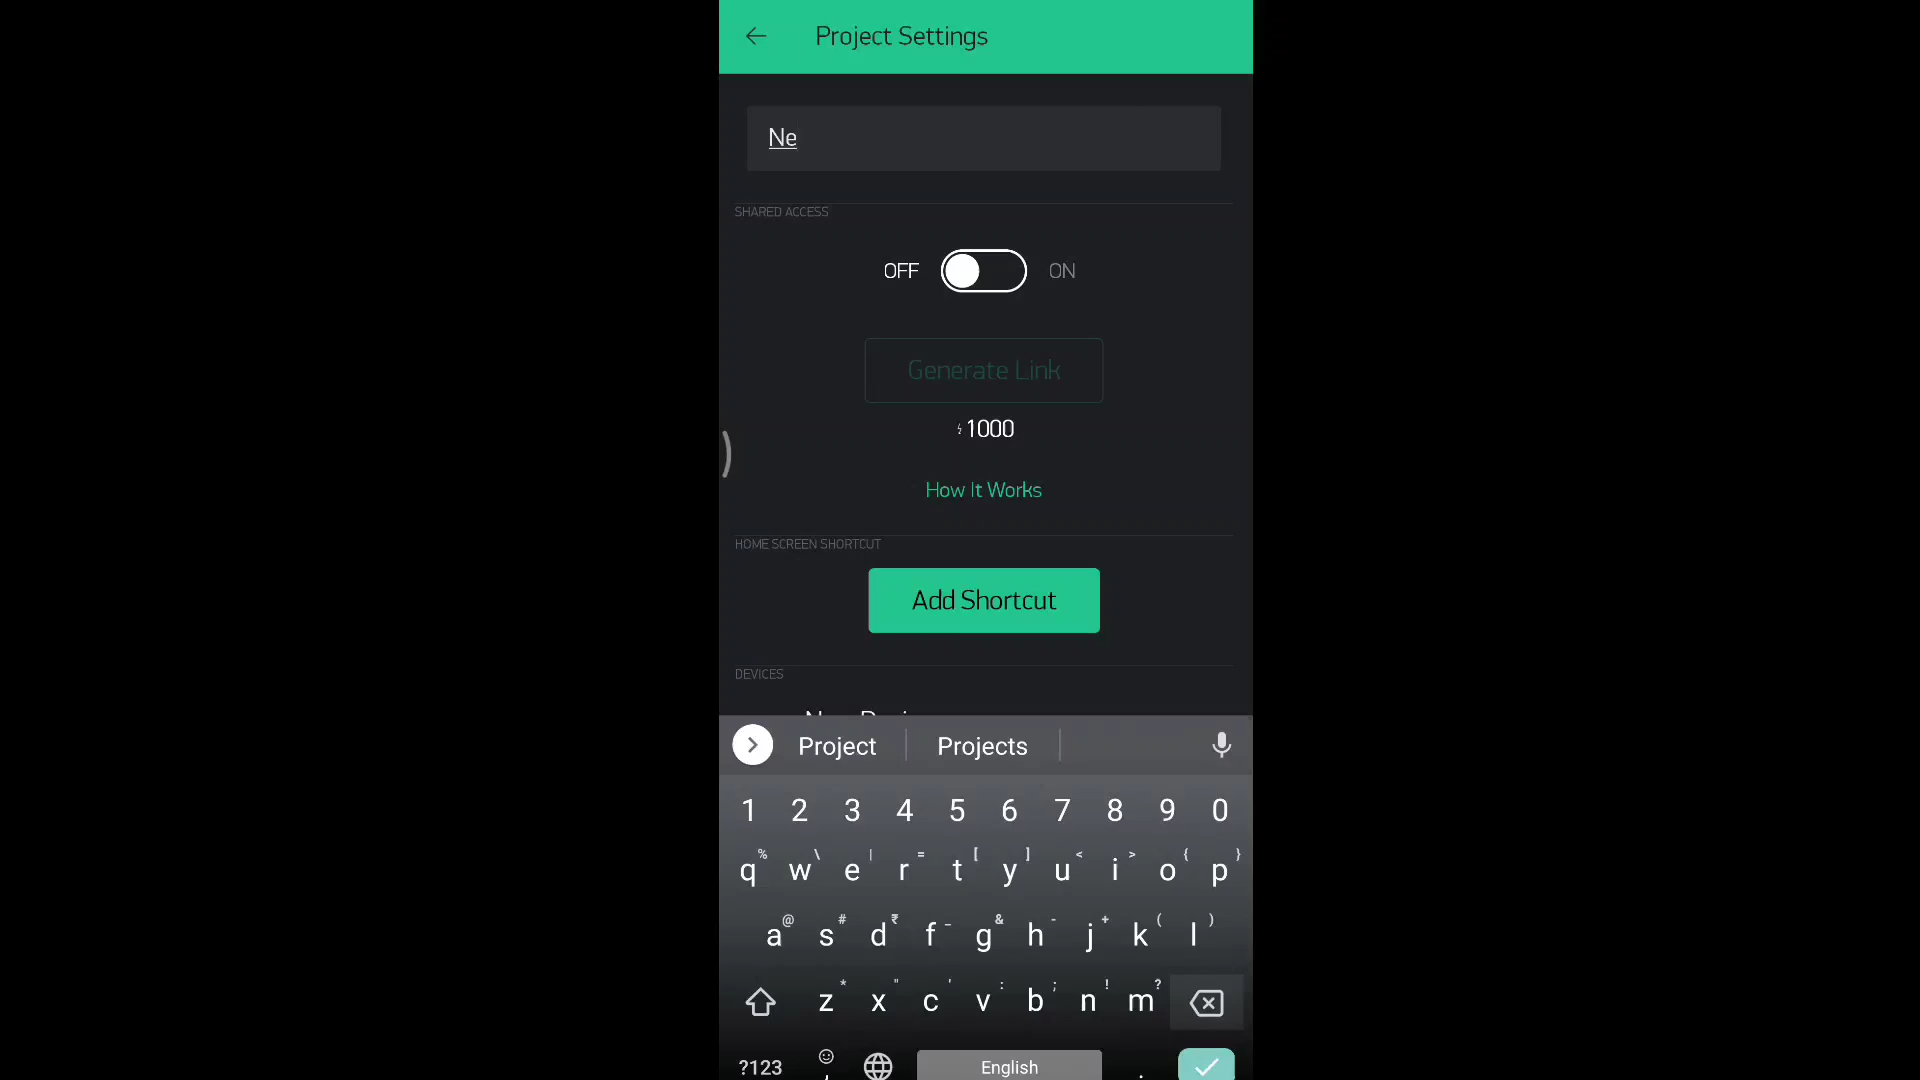 Project Settings
Ne
SHARED ACCESS
OFF ON
Generate Link
1000
How It Works
HOME SCREEN SHORTCUT
Add Shortcut
DEVICES
Project Projects
1 2 3 4 5 6 7 8 9 0
% \ | = [ ] < > { }
q w e r t y u i o p
@ # ₹ _ & - + ( )
a s d f g h j k l
* " ' : ; ! ?
z x c v b n m
?123 English